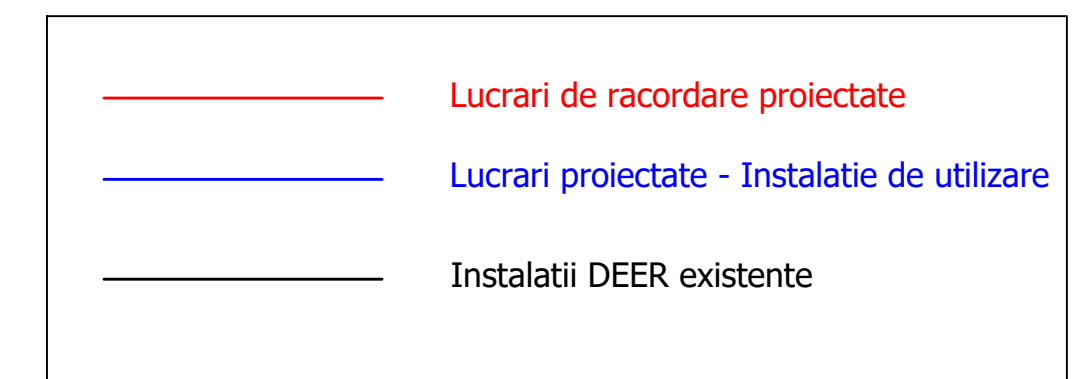 Lucrari de racordare proiectate
Lucrari proiectate - Instalatie de utilizare
Instalatii DEER existente